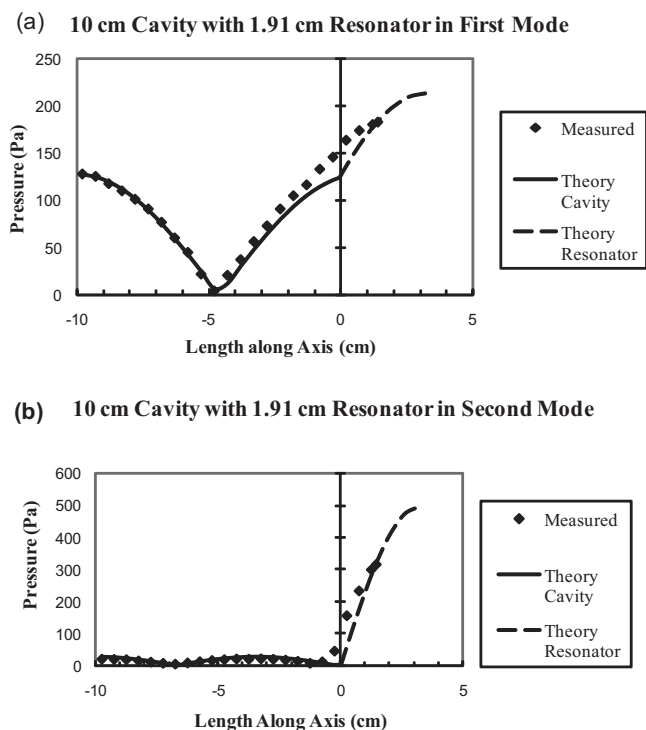 (a) 10 cm Cavity with 1.91 cm Resonator in First Mode
250
200
150
100
50
0
Pressure (Pa)
-10 -5 0 5
Length along Axis (cm)
Measured
Theory
Cavity
Theory
Resonator
(b) 10 cm Cavity with 1.91 cm Resonator in Second Mode
600
500
400
300
200
100
0
Pressure (Pa)
-10 -5 0 5
Length Along Axis (cm)
Measured
Theory
Cavity
Theory
Resonator